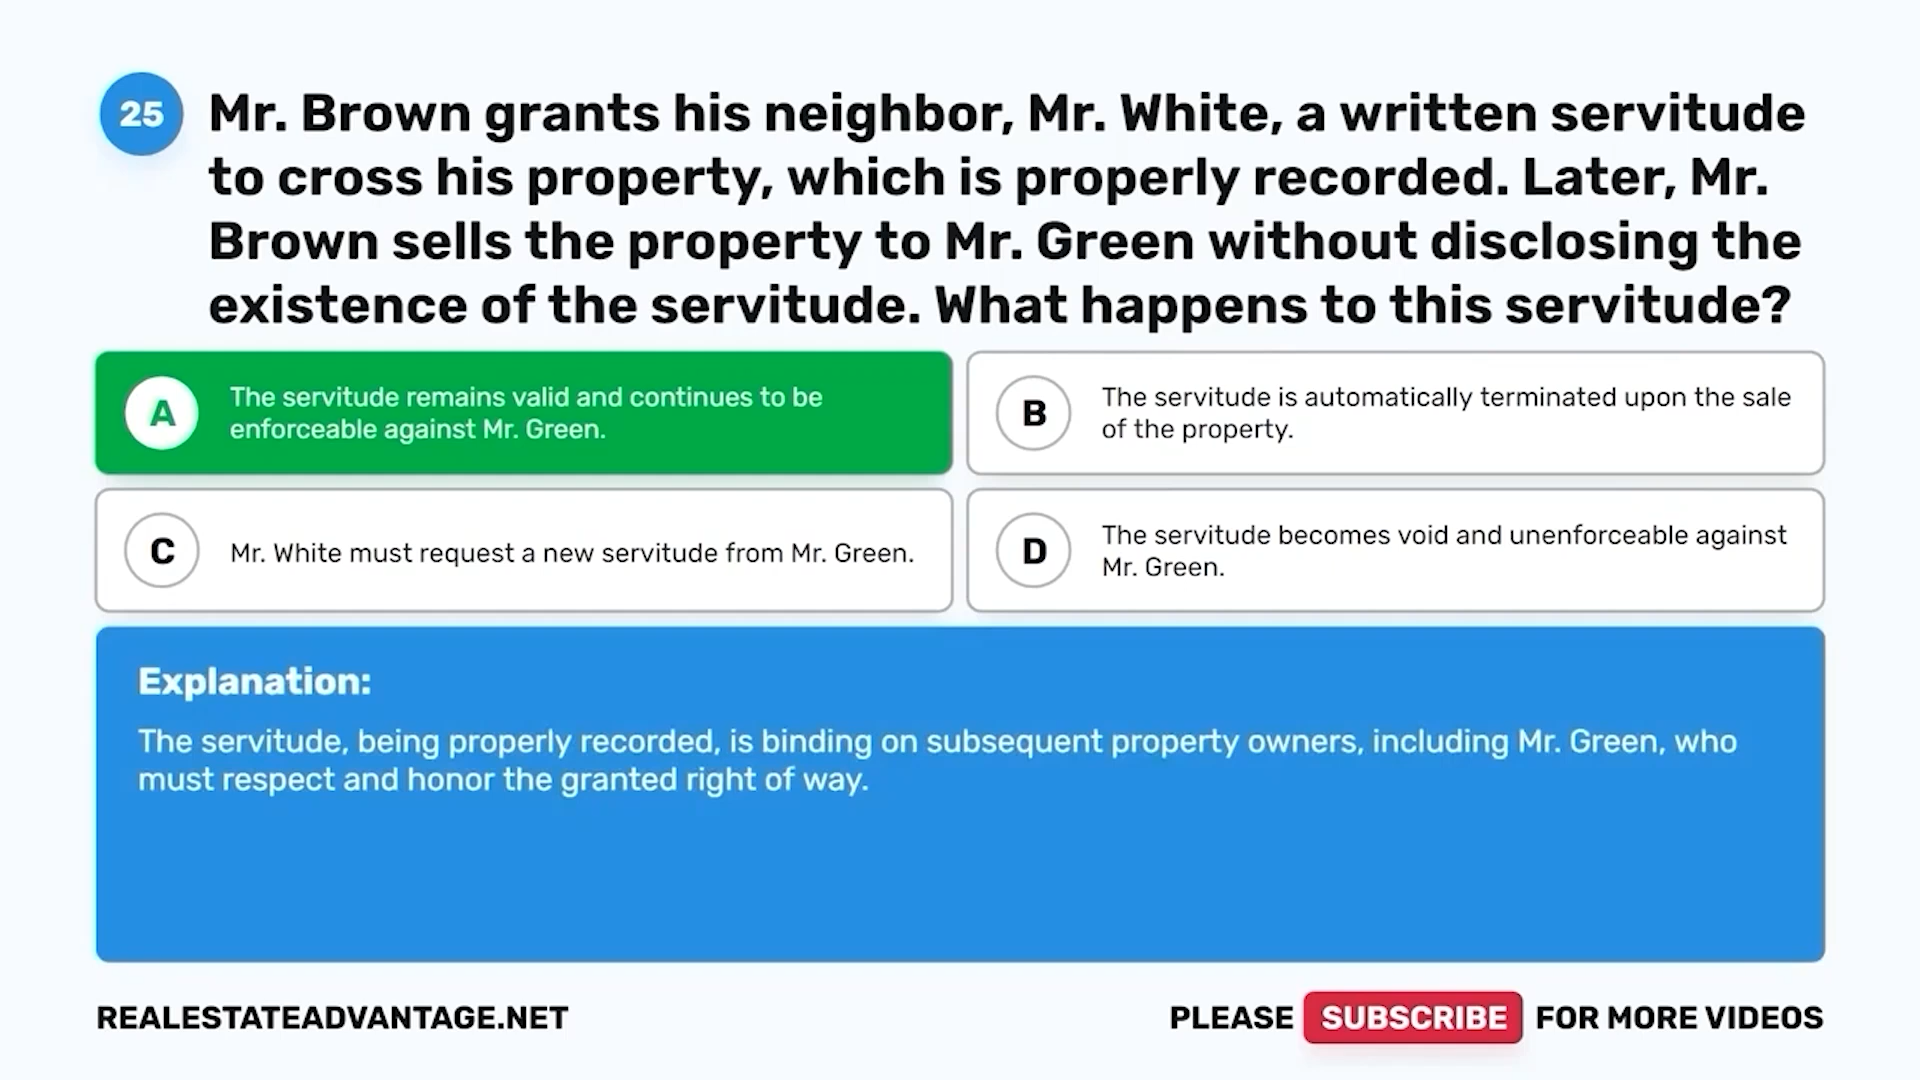 25
Mr. Brown grants his neighbor, Mr. White, a written servitude
to cross his property, which is properly recorded. Later, Mr.
Brown sells the property to Mr. Green without disclosing the
existence of the servitude. What happens to this servitude?
A
The servitude remains valid and continues to be
enforceable against Mr. Green.
B
The servitude is automatically terminated upon the sale
of the property.
C
Mr. White must request a new servitude from Mr. Green.
D
The servitude becomes void and unenforceable against
Mr. Green.
Explanation:
The servitude, being properly recorded, is binding on subsequent property owners, including Mr. Green, who
must respect and honor the granted right of way.
REALESTATEADVANTAGE.NET
PLEASE SUBSCRIBE FOR MORE VIDEOS